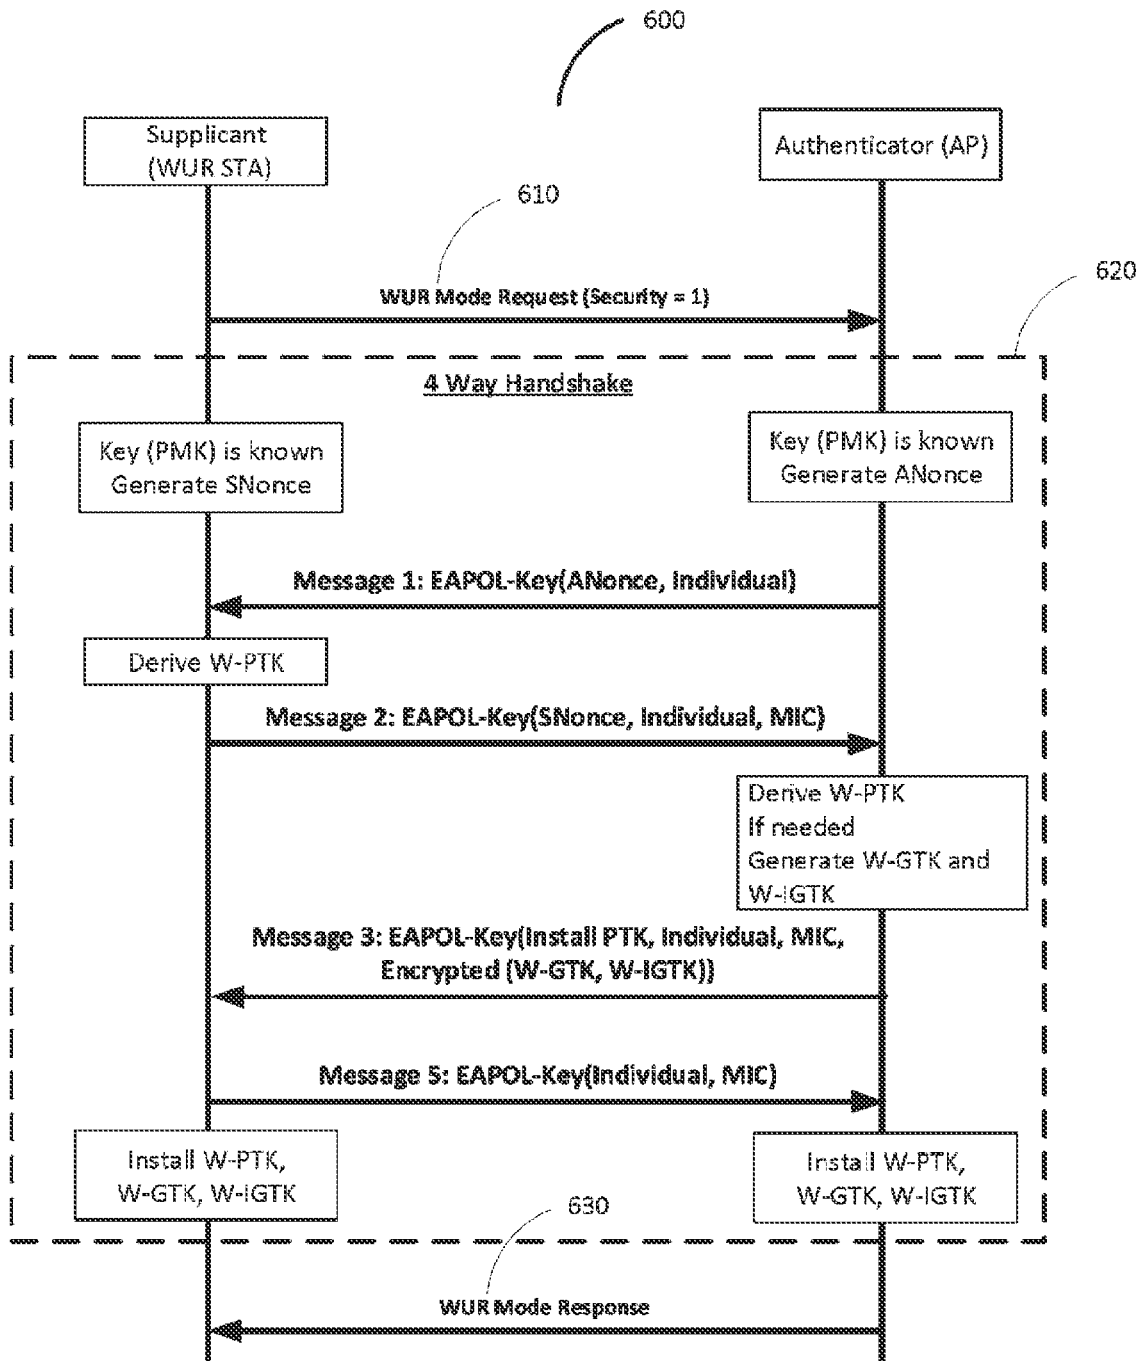 600
Supplicant
(WUR STA)
Authenticator (AP)
610
620
WUR Mode Request (Security = 1)
4 Way Handshake
Key (PMK) is known
Generate SNonce
Key (PMK) is known
Generate ANonce
Message 1: EAPOL-Key(ANonce, Individual)
Derive W-PTK
Message 2: EAPOL-Key(SNonce, Individual, MIC)
Derive W-PTK
If needed
Generate W-GTK and
W-IGTK
Message 3: EAPOL-Key(Install PTK, Individual, MIC,
Encrypted (W-GTK, W-IGTK))
Message 5: EAPOL-Key(Individual, MIC)
Install W-PTK,
W-GTK, W-IGTK
Install W-PTK,
W-GTK, W-IGTK
630
WUR Mode Response